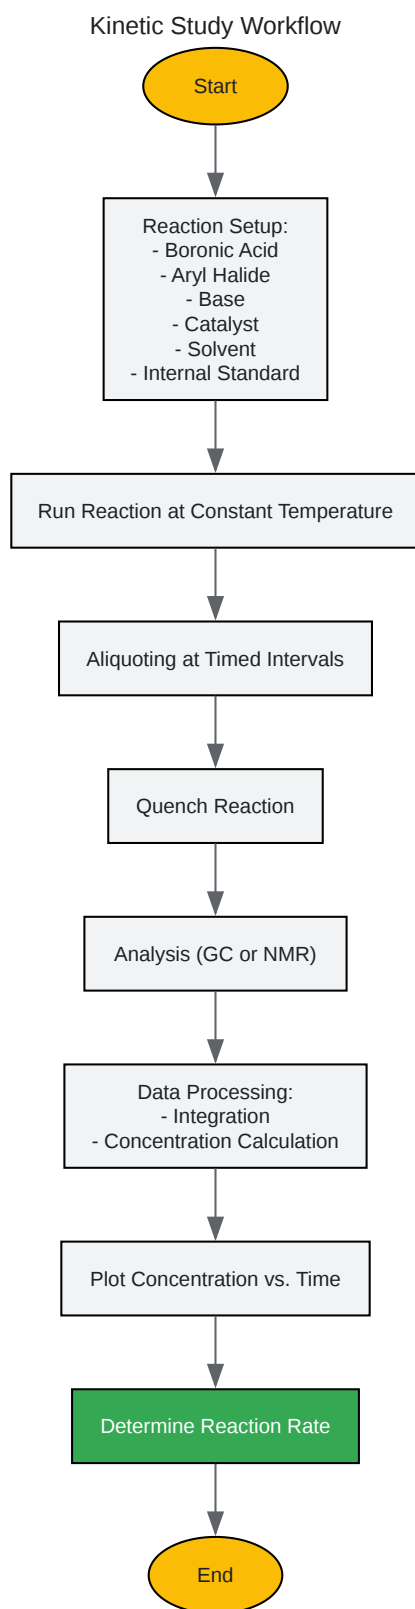 Kinetic Study Workflow
Start
Reaction Setup:
- Boronic Acid
- Aryl Halide
- Base
- Catalyst
- Solvent
- Internal Standard
Run Reaction at Constant Temperature
Aliquoting at Timed Intervals
Quench Reaction
Analysis (GC or NMR)
Data Processing:
- Integration
- Concentration Calculation
Plot Concentration vs. Time
Determine Reaction Rate
End